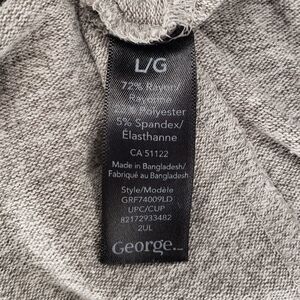 L/G
72% Rayon/
Rayonne
Polyester
5% Spandex/
Élasthanne
CA 51122
Made in Bangladesh/
Fabriqué au Bangladesh
Style/Modèle
GRF74009LD
UPC/CUP
82172933482
2UL
George